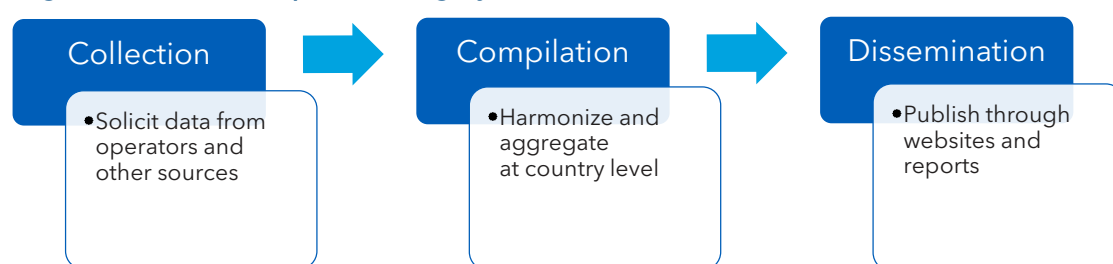 Collection
•Solicit data from
operators and
other sources
Compilation
•Harmonize and
aggregate
at country level
Dissemination
•Publish through
websites and
reports